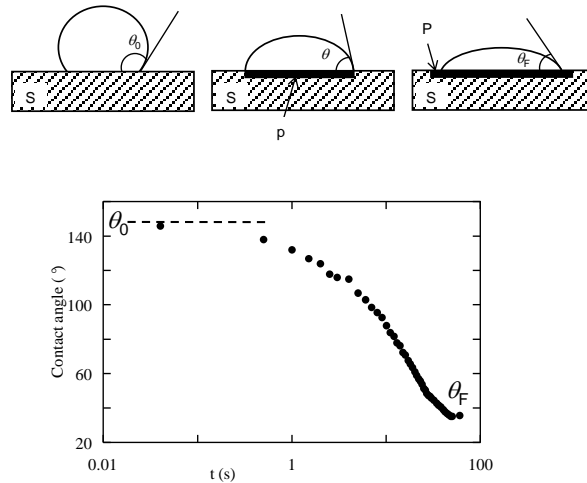 θ0
θ
P
θF
S
S
S
p
θ0
140
100
60
20
Contact angle ( °)
θF
0.01
1
100
t (s)